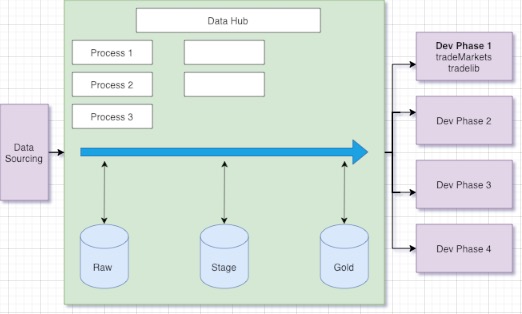 Data Hub
Process 1
Process 2
Process 3
Data
Sourcing
Raw
Stage
Gold
Dev Phase 1
tradeMarkets
tradelib
Dev Phase 2
Dev Phase 3
Dev Phase 4